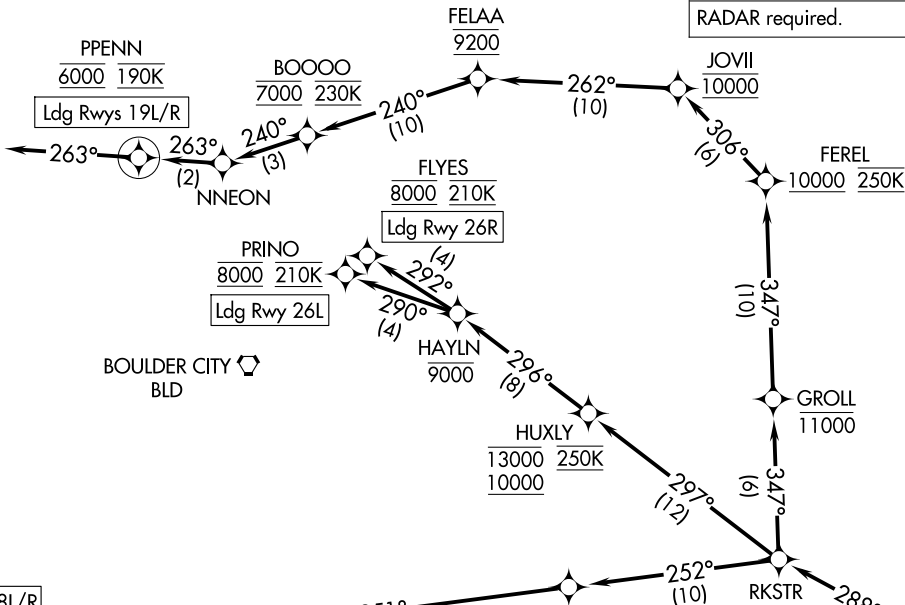 RADAR required.
FELAA
9200
PPENN
6000 190K
Ldg Rwys 19L/R
BOOOO
7000 230K
JOVII
10000
262°
(10)
240°
(10)
240°
(3)
263°
263°
(2)
NNEON
306°
(6)
FEREL
10000 250K
FLYES
8000 210K
Ldg Rwy 26R
(4)
292°
PRINO
8000 210K
Ldg Rwy 26L
290°
(4)
347°
(10)
HAYLN
9000
296°
(8)
BOULDER CITY
BLD
GROLL
11000
HUXLY
13000 250K
10000
297°
(12)
347°
(6)
252°
(10)
RKSTR
289°
8L/R